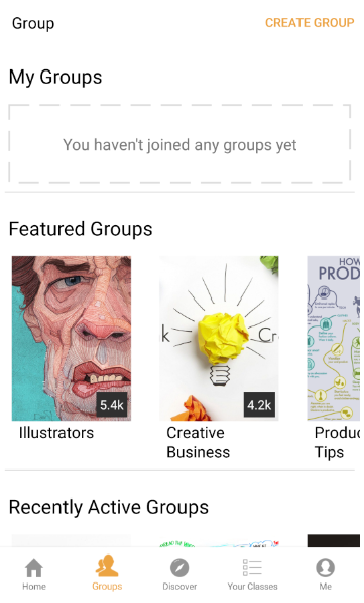 Group
CREATE GROUP
My Groups
You haven't joined any groups yet
Featured Groups
5.4k
4.2k
HOW
PROD
Illustrators
Creative
Business
Produc
Tips
Recently Active Groups
Home
Groups
Discover
Your Classes
Me